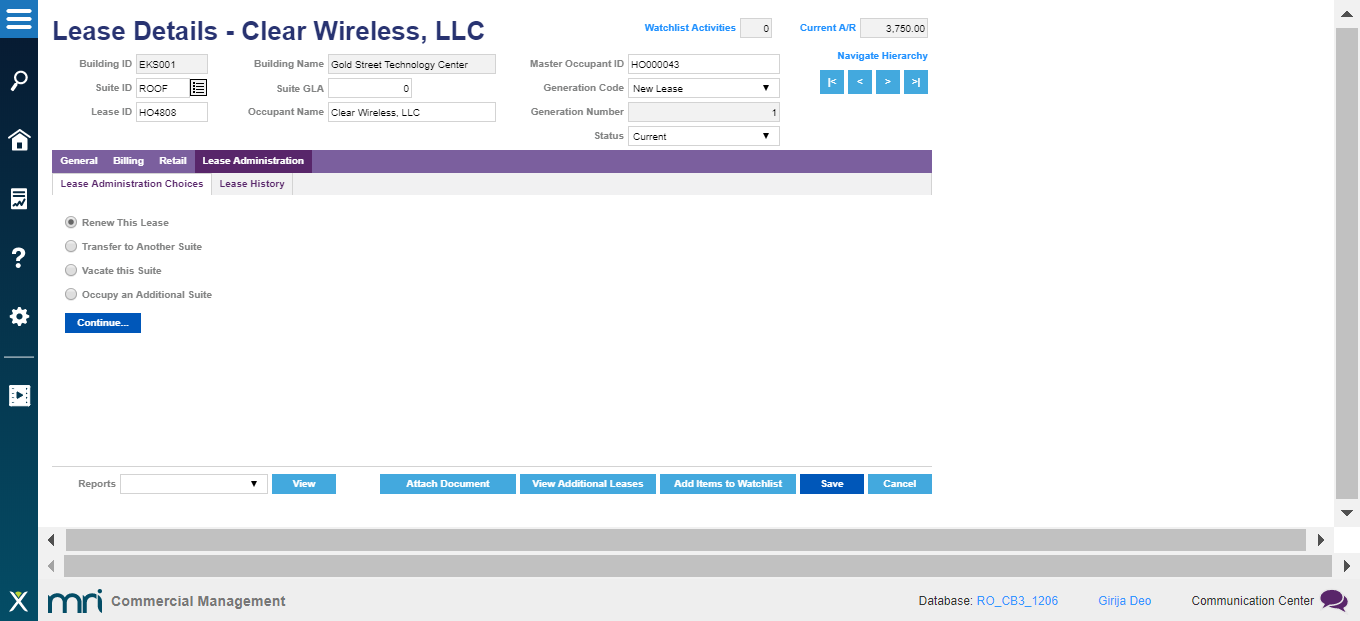 Lease Details - Clear Wireless, LLC
Watchlist Activities 0 Current A/R 3,750.00
Navigate Hierarchy
|< < > >|
Building ID EKS001 Building Name Gold Street Technology Center Master Occupant ID HO000043
Suite ID ROOF Suite GLA 0 Generation Code New Lease
Lease ID HO4808 Occupant Name Clear Wireless, LLC Generation Number 1
Status Current
General Billing Retail Lease Administration
Lease Administration Choices Lease History
Renew This Lease
Transfer to Another Suite
Vacate this Suite
Occupy an Additional Suite
Continue...
Reports View Attach Document View Additional Leases Add Items to Watchlist Save Cancel
mri Commercial Management Database: RO_CB3_1206 Girija Deo Communication Center